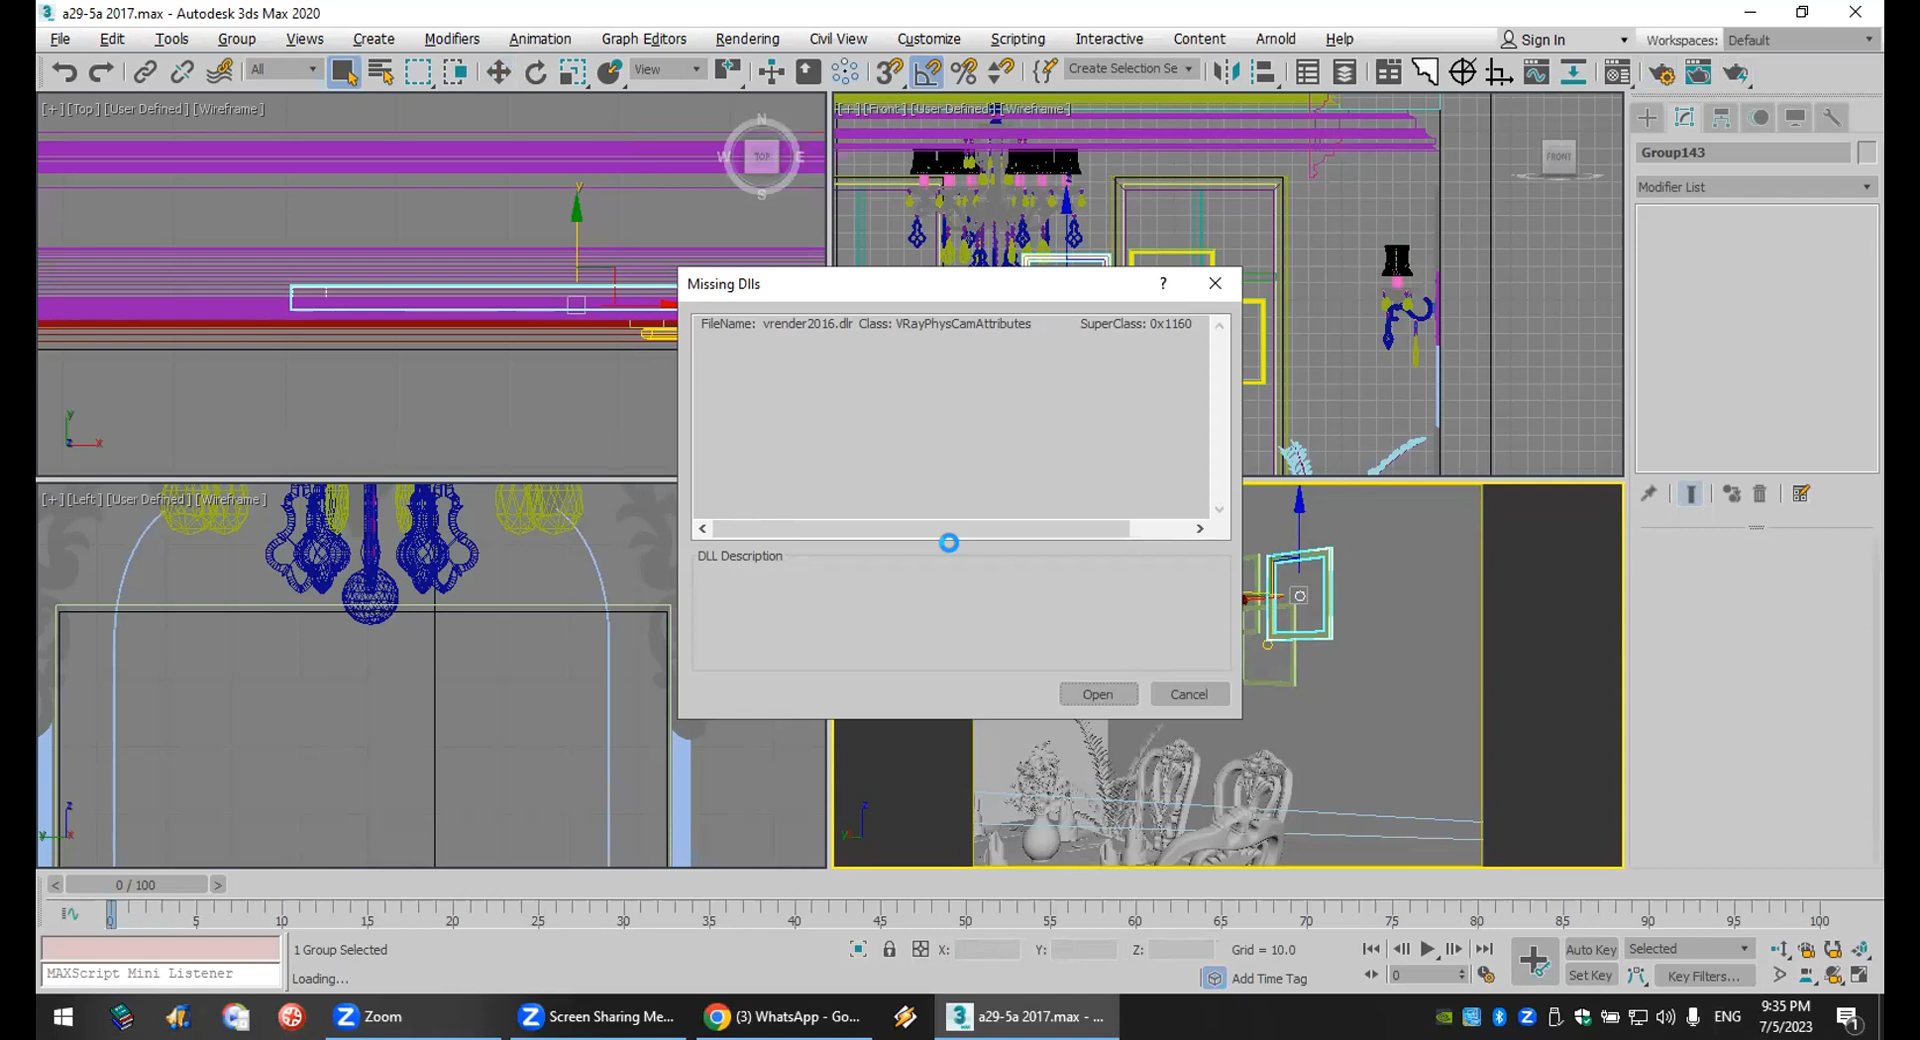 a29-5a 2017.max - Autodesk 3ds Max 2020
File Edit Tools Group Views Create Modifiers Animation Graph Editors Rendering Civil View Customize Scripting Interactive Content Arnold Help Sign In Workspaces: Default
All View Create Selection Se
[+] [Top] [User Defined] [Wireframe]
N
W TOP E
S
y
y
z x
[+] [Front] [User Defined] [Wireframe]
FRONT
Group143
Modifier List
Missing Dlls ?
FileName: vrender2016.dlr Class: VRayPhysCamAttributes SuperClass: 0x1160
DLL Description
Open Cancel
[+] [Left] [User Defined] [Wireframe]
z
y x
z
y
< 0 / 100 >
0 5 10 15 20 25 30 35 40 45 50 55 60 65 70 75 80 85 90 95 100
1 Group Selected X: Y: Z: Grid = 10.0 Auto Key Selected
MAXScript Mini Listener Loading... Add Time Tag 0 Set Key Key Filters...
Zoom Screen Sharing Me... (3) WhatsApp - Go... a29-5a 2017.max - ... ENG 9:35 PM
7/5/2023
1